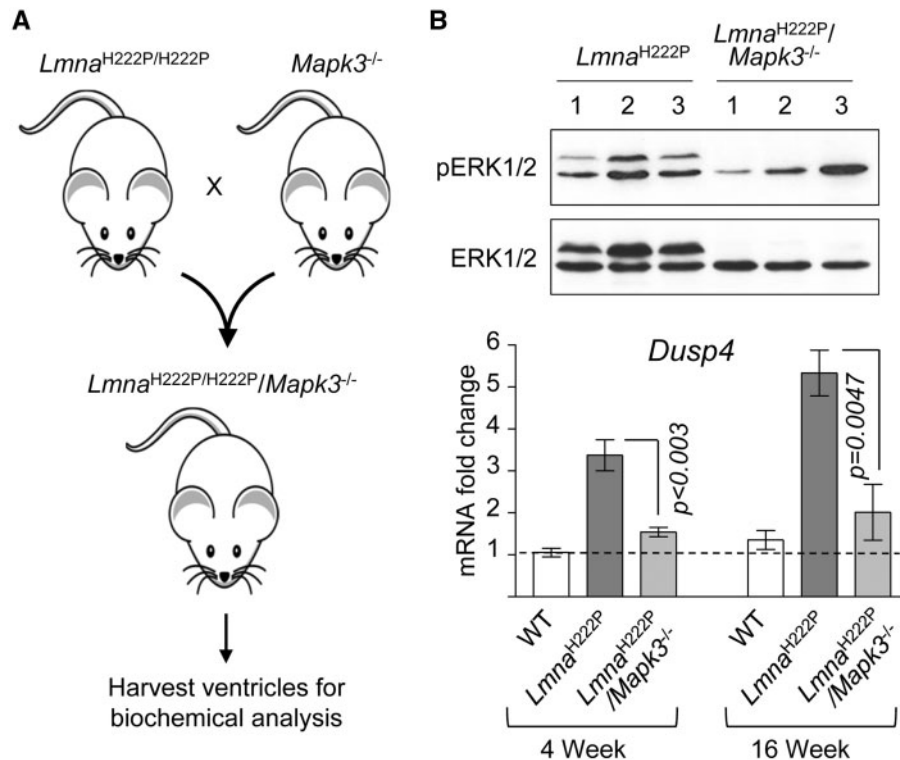 A
Lmna^H222P/H222P
Mapk3^-/-
X
Lmna^H222P/H222P/Mapk3^-/-
Harvest ventricles for
biochemical analysis
B
Lmna^H222P
Lmna^H222P/
Mapk3^-/-
1 2 3 1 2 3
pERK1/2
ERK1/2
Dusp4
mRNA fold change
6
5
4
3
2
1
p<0.003
p=0.0047
WT
Lmna^H222P
Lmna^H222P
/Mapk3^-/-
WT
Lmna^H222P
Lmna^H222P
/Mapk3^-/-
4 Week
16 Week